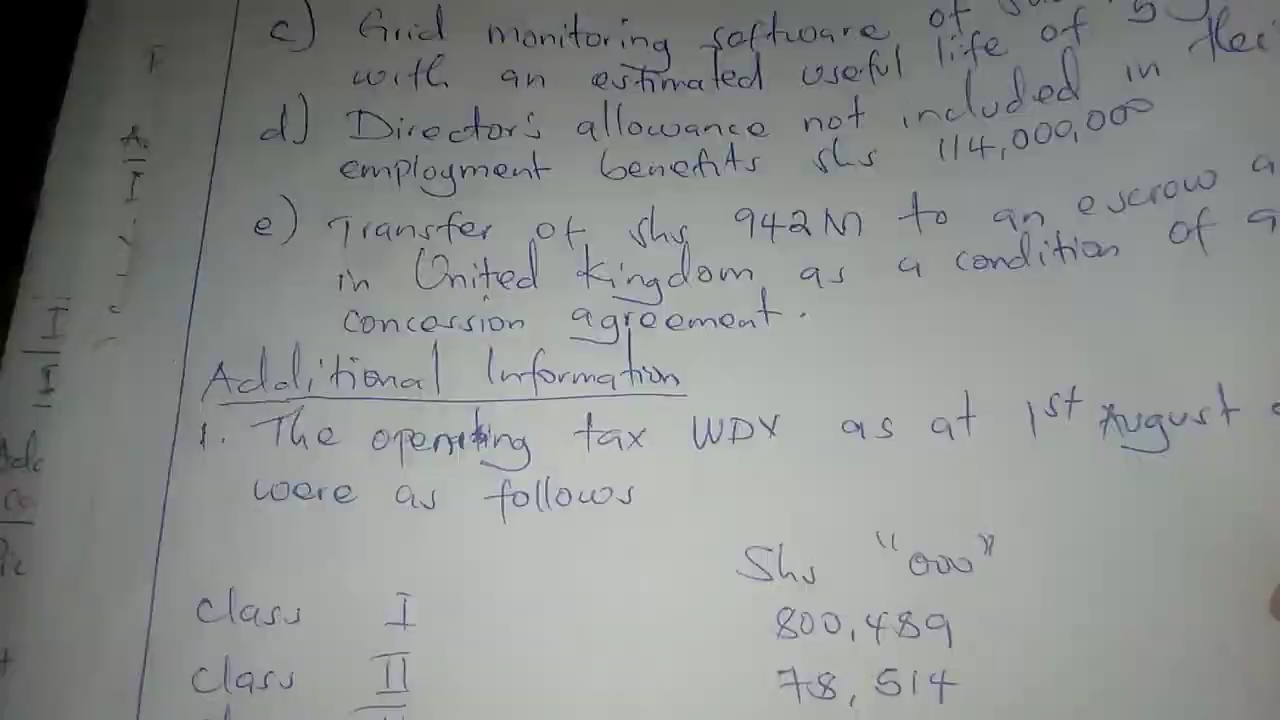 c) Grid monitoring software of
with an estimated useful life of 5
d) Director's allowance not included in
employment benefits shs 114,000,000
e) Transfer of shs 942M to an escrow a
in United Kingdom as a condition of a
concession agreement.
Additional Information
1. The operating tax WDV as at 1st August
were as follows
Shs "000"
class I 800,489
class II 78,514